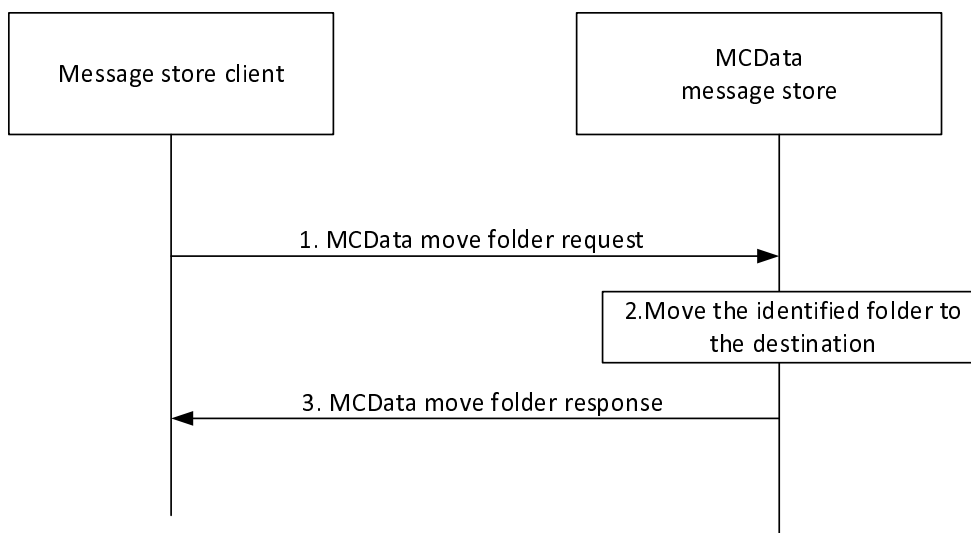 Message store client
MCData
message store
1. MCData move folder request
2.Move the identified folder to
the destination
3. MCData move folder response